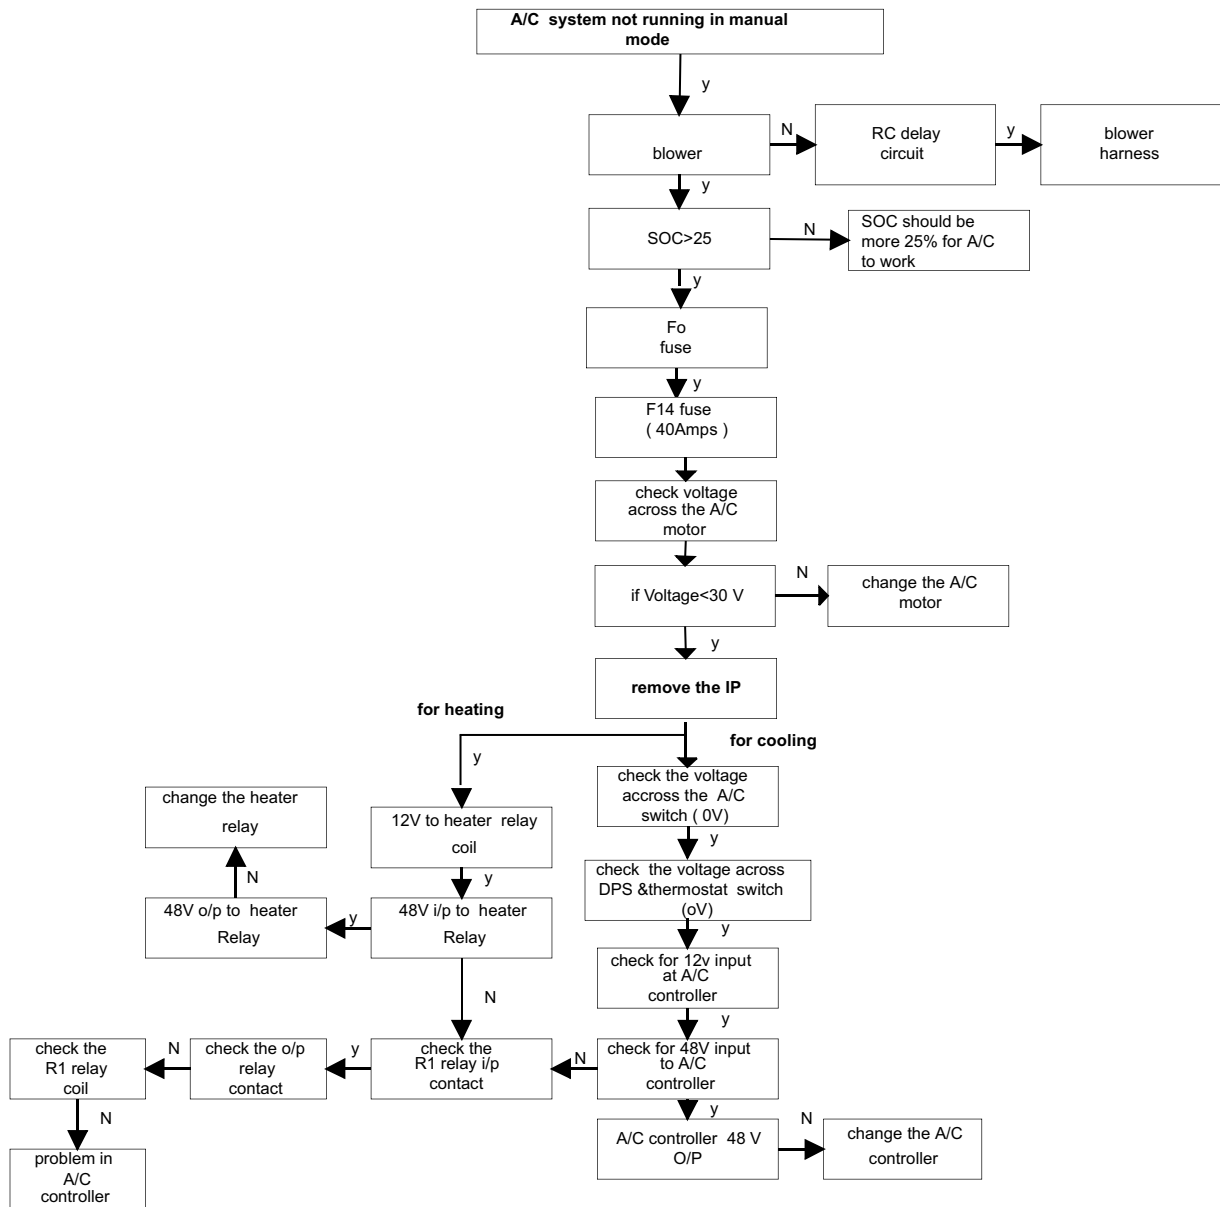 A/C  system not running in manual
mode
y
blower
N
RC delay
circuit
y
blower
harness
y
SOC>25
N
SOC should be
more 25% for A/C
to work
y
Fo
fuse
y
F14 fuse
( 40Amps )
check voltage
across the A/C
motor
if Voltage<30 V
N
change the A/C
motor
y
remove the IP
for heating
for cooling
y
check the voltage
accross the  A/C
switch ( 0V)
change the heater
relay
12V to heater  relay
coil
y
check  the voltage across
DPS &thermostat  switch
(oV)
N
y
48V o/p to  heater
Relay
y
48V i/p to  heater
Relay
y
check for 12v input
at A/C
controller
N
y
check the
R1 relay
coil
N
check the o/p
relay
contact
y
check the
R1 relay i/p
contact
N
check for 48V input
to A/C
controller
N
y
problem in
A/C
controller
A/C controller  48 V
O/P
N
change the A/C
controller